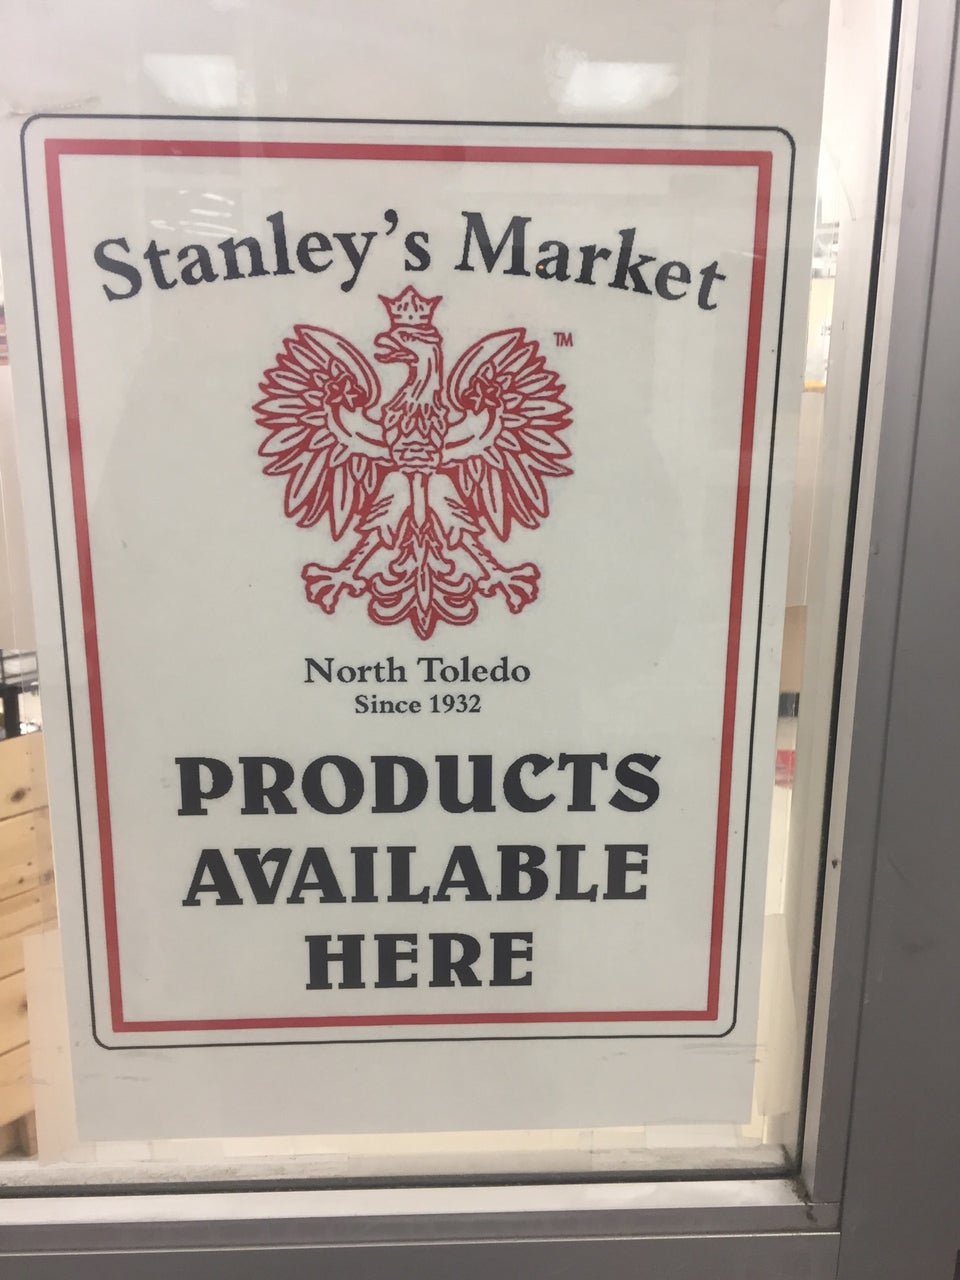 Stanley's Market
TM
North Toledo
Since 1932
PRODUCTS
AVAILABLE
HERE